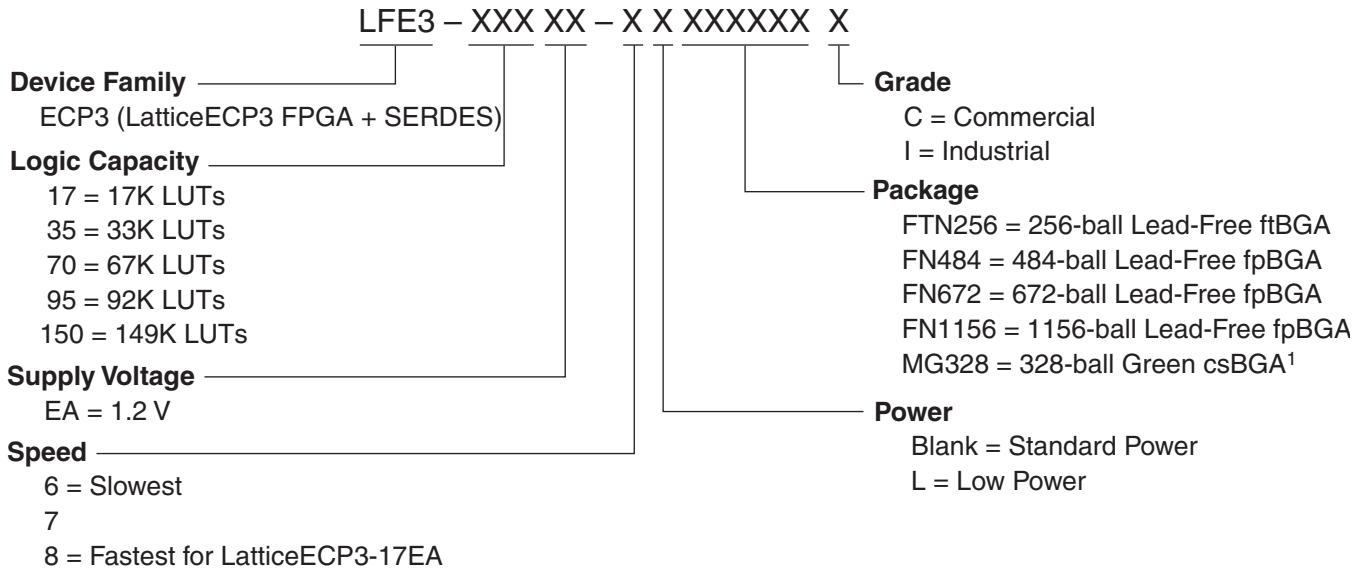 LFE3 – XXX XX – X X XXXXXX X
Device Family
ECP3 (LatticeECP3 FPGA + SERDES)
Logic Capacity
17 = 17K LUTs
35 = 33K LUTs
70 = 67K LUTs
95 = 92K LUTs
150 = 149K LUTs
Supply Voltage
EA = 1.2 V
Speed
6 = Slowest
7
8 = Fastest for LatticeECP3-17EA
Grade
C = Commercial
I = Industrial
Package
FTN256 = 256-ball Lead-Free ftBGA
FN484 = 484-ball Lead-Free fpBGA
FN672 = 672-ball Lead-Free fpBGA
FN1156 = 1156-ball Lead-Free fpBGA
MG328 = 328-ball Green csBGA¹
Power
Blank = Standard Power
L = Low Power